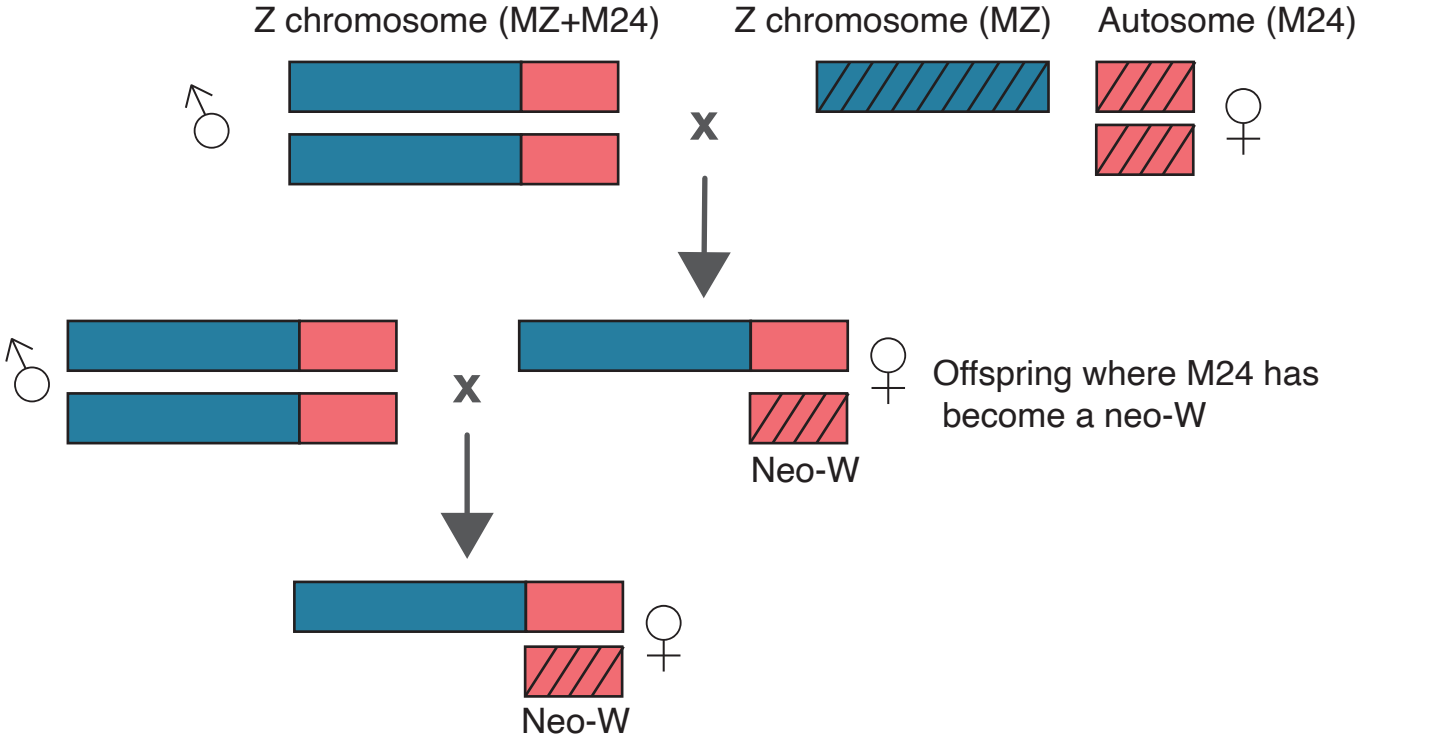 Z chromosome (MZ+M24)
Z chromosome (MZ)
Autosome (M24)
x
x
Offspring where M24 has
become a neo-W
Neo-W
Neo-W